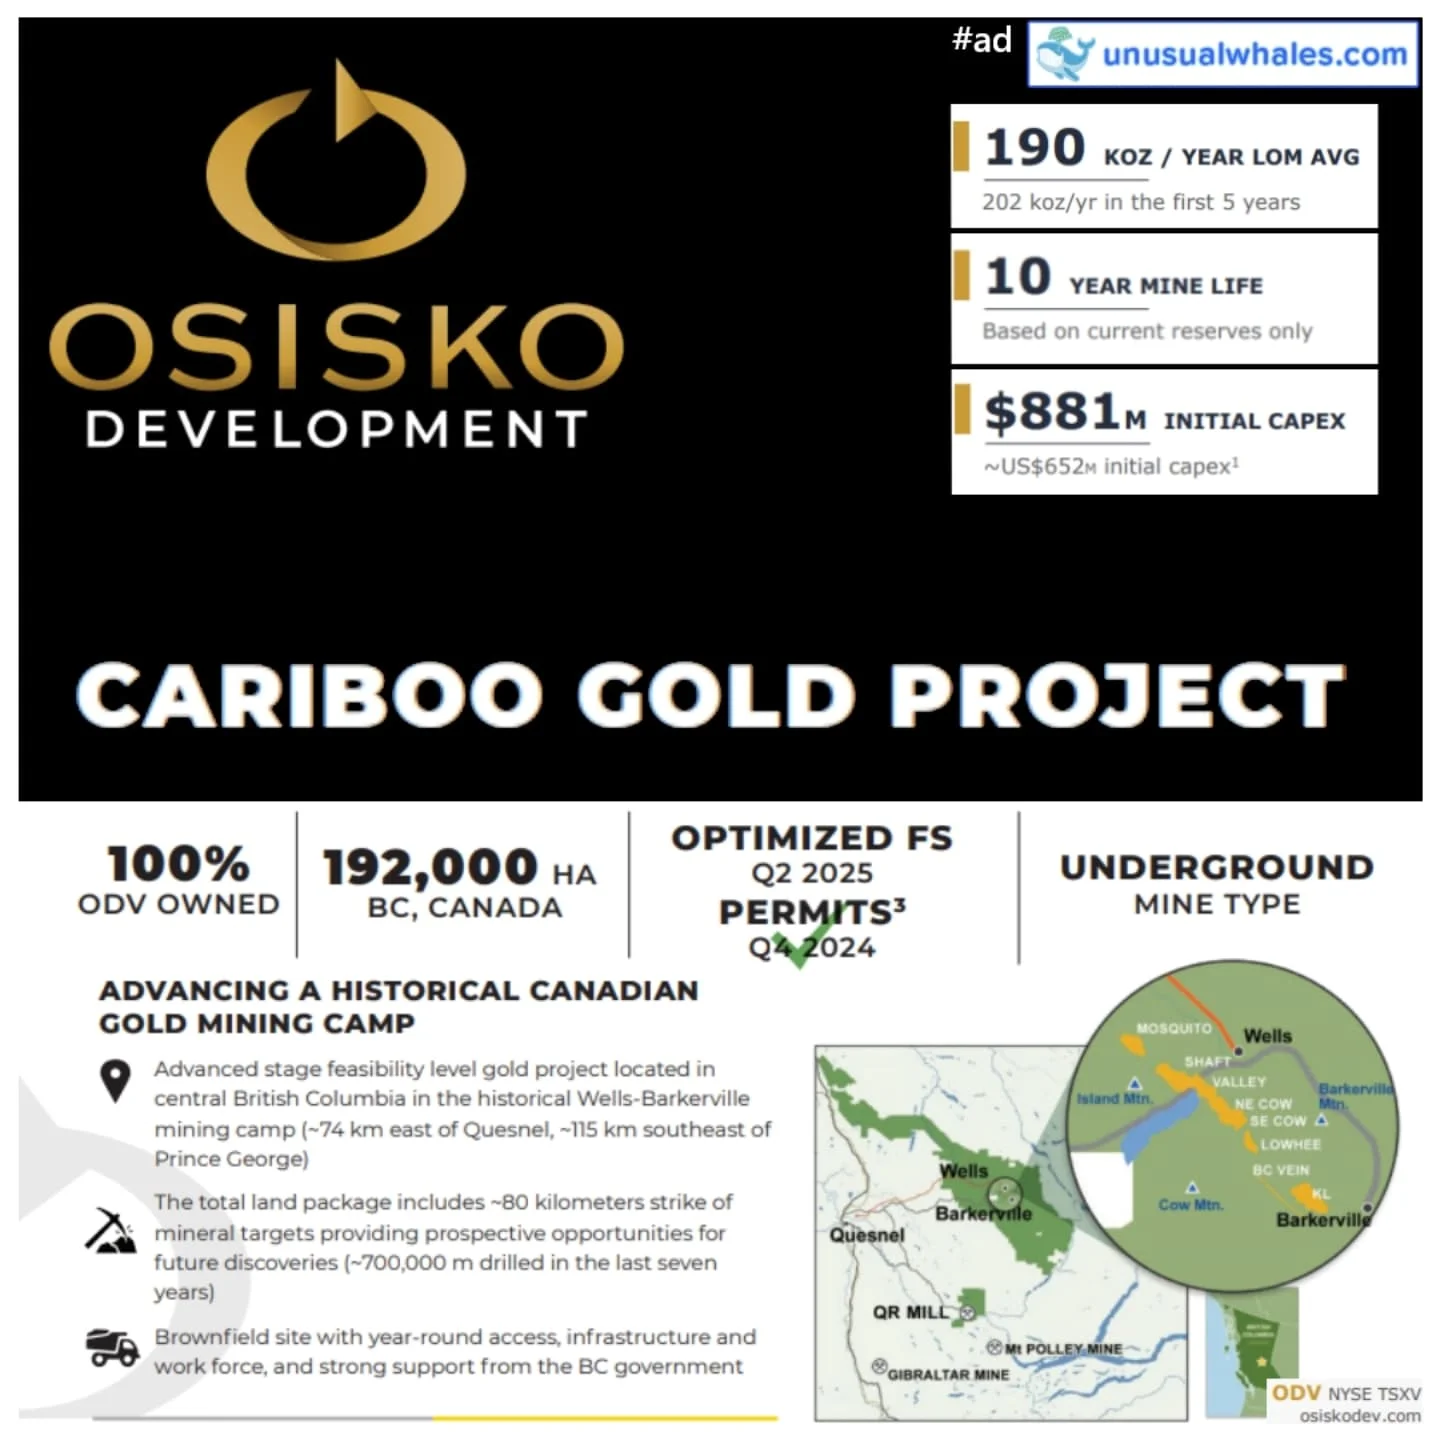 #ad
unusualwhales.com
OSISKO
DEVELOPMENT
190 KOZ / YEAR LOM AVG
202 koz/yr in the first 5 years
10 YEAR MINE LIFE
Based on current reserves only
$881M INITIAL CAPEX
~US$652M initial capex¹
CARIBOO GOLD PROJECT
100%
ODV OWNED
192,000 HA
BC, CANADA
OPTIMIZED FS
Q2 2025
PERMITS³
Q4 2024
UNDERGROUND
MINE TYPE
ADVANCING A HISTORICAL CANADIAN
GOLD MINING CAMP
Advanced stage feasibility level gold project located in
central British Columbia in the historical Wells-Barkerville
mining camp (~74 km east of Quesnel, ~115 km southeast of
Prince George)
The total land package includes ~80 kilometers strike of
mineral targets providing prospective opportunities for
future discoveries (~700,000 m drilled in the last seven
years)
Brownfield site with year-round access, infrastructure and
work force, and strong support from the BC government
MOSQUITO
Wells
SHAFT
VALLEY
Island Mtn.
Barkerville
Mtn.
NE COW
SE COW
LOWHEE
BC VEIN
KL
Cow Mtn.
Barkerville
Wells
Barkerville
Quesnel
QR MILL
Mt POLLEY MINE
GIBRALTAR MINE
BRITISH
COLUMBIA
ODV NYSE TSXV
osiskodev.com